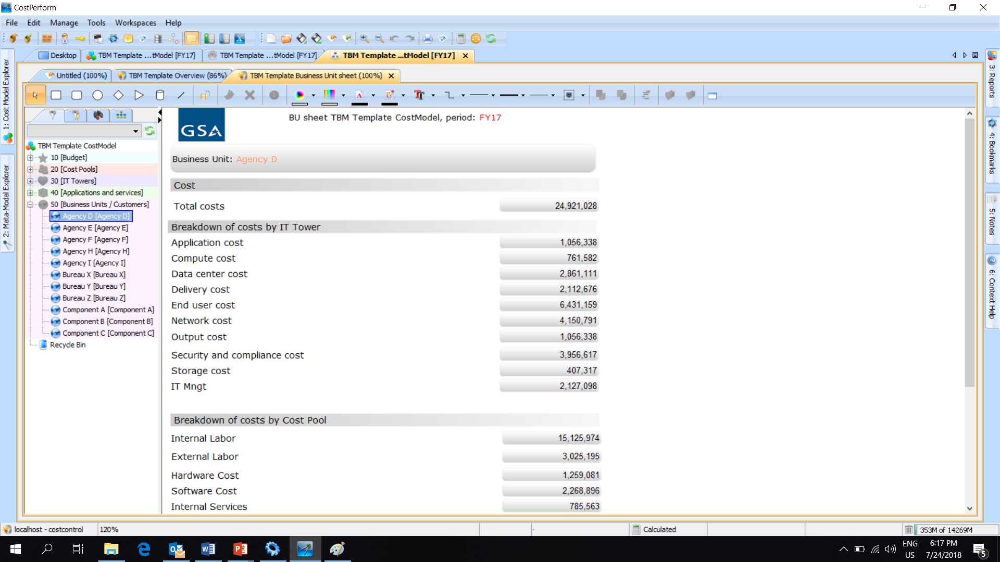 CostPerform
File Edit Manage Tools Workspaces Help
Desktop TBM Template ...tModel [FY17] TBM Template ...tModel [FY17] TBM Template ...tModel [FY17]
Untitled (100%) TBM Template Overview (86%) TBM Template Business Unit sheet (100%)
1: Cost Model Explorer
2: Meta-Model Explorer
TBM Template CostModel
10 [Budget]
20 [Cost Pools]
30 [IT Towers]
40 [Applications and services]
50 [Business Units / Customers]
Agency D [Agency D]
Agency E [Agency E]
Agency F [Agency F]
Agency H [Agency H]
Agency I [Agency I]
Bureau X [Bureau X]
Bureau Y [Bureau Y]
Bureau Z [Bureau Z]
Component A [Component A]
Component B [Component B]
Component C [Component C]
Recycle Bin
GSA
BU sheet TBM Template CostModel, period: FY17
Business Unit: Agency D
Cost
Total costs 24,921,028
Breakdown of costs by IT Tower
Application cost 1,056,338
Compute cost 761,582
Data center cost 2,861,111
Delivery cost 2,112,676
End user cost 6,431,159
Network cost 4,150,791
Output cost 1,056,338
Security and compliance cost 3,956,617
Storage cost 407,317
IT Mngt 2,127,098
Breakdown of costs by Cost Pool
Internal Labor 15,125,974
External Labor 3,025,195
Hardware Cost 1,259,081
Software Cost 2,268,896
Internal Services 785,563
3: Reports
4: Bookmarks
5: Notes
6: Context Help
localhost - costcontrol 120% Calculated 353M of 14269M
ENG
US
6:17 PM
7/24/2018
5